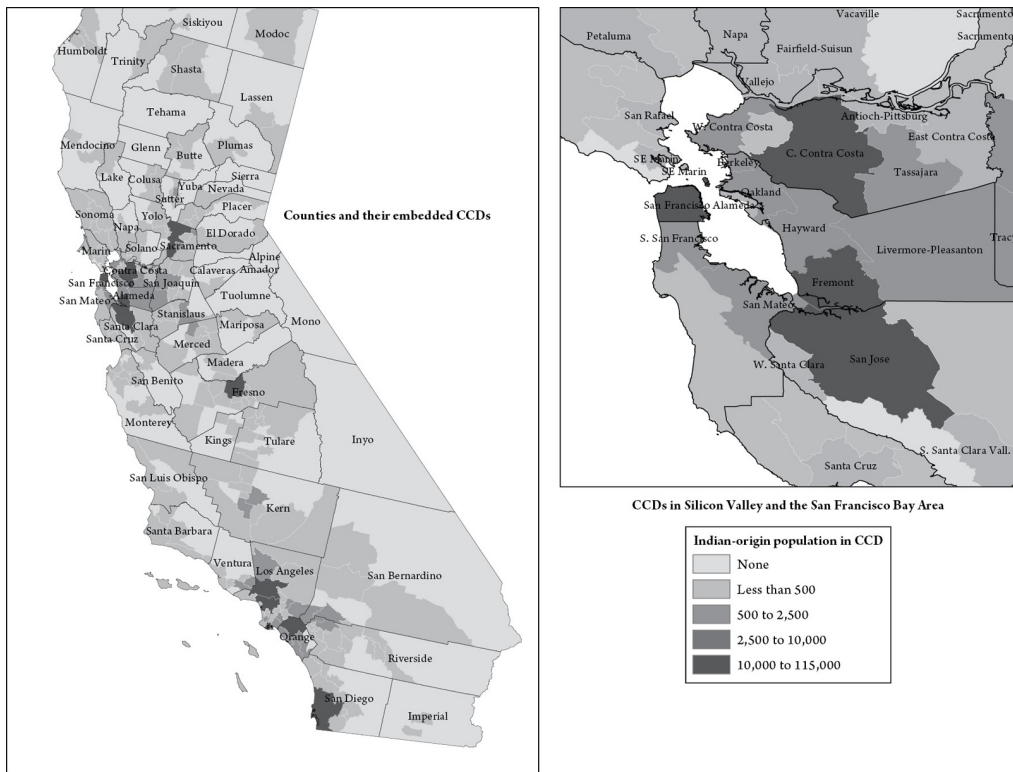 Siskiyou
Modoc
Humboldt
Trinity
Shasta
Lassen
Tehama
Mendocino
Glenn
Butte
Plumas
Lake
Colusa
Yuba
Sierra
Nevada
Sutter
Placer
Sonoma
Yolo
Napa
El Dorado
Marin
Solano
Sacramento
Alpine
Contra Costa
Calaveras
Amador
San Francisco
San Joaquin
Alameda
Tuolumne
San Mateo
Stanislaus
Mono
Santa Clara
Mariposa
Santa Cruz
Merced
Madera
San Benito
Fresno
Monterey
Kings
Tulare
Inyo
San Luis Obispo
Kern
Santa Barbara
Ventura
Los Angeles
San Bernardino
Orange
Riverside
San Diego
Imperial
Counties and their embedded CCDs
Vacaville
Sacramento
Petaluma
Napa
Sacramento
Fairfield-Suisun
Vallejo
San Rafael
Antioch-Pittsburg
W. Contra Costa
East Contra Costa
C. Contra Costa
SE Marin
Berkeley
SE Marin
Tassajara
Oakland
San Francisco
Alameda
Hayward
S. San Francisco
Livermore-Pleasanton
Tracy
Fremont
San Mateo
San Jose
W. Santa Clara
S. Santa Clara Vall.
Santa Cruz
CCDs in Silicon Valley and the San Francisco Bay Area
Indian-origin population in CCD
None
Less than 500
500 to 2,500
2,500 to 10,000
10,000 to 115,000